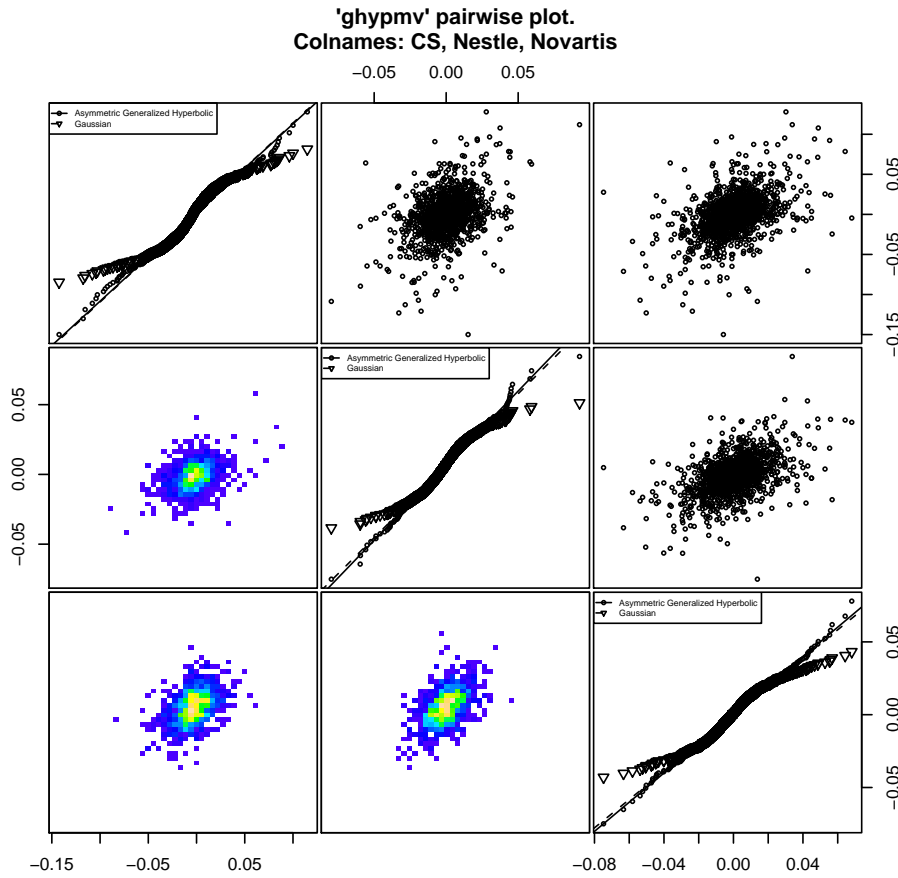 'ghypmv' pairwise plot.
Colnames: CS, Nestle, Novartis
−0.05 0.00 0.05
Asymmetric Generalized Hyperbolic
Gaussian
0.05
−0.05
−0.15
Asymmetric Generalized Hyperbolic
Gaussian
0.05
0.00
−0.05
Asymmetric Generalized Hyperbolic
Gaussian
0.05
0.00
−0.05
−0.15 −0.05 0.05
−0.08 0.00 0.04